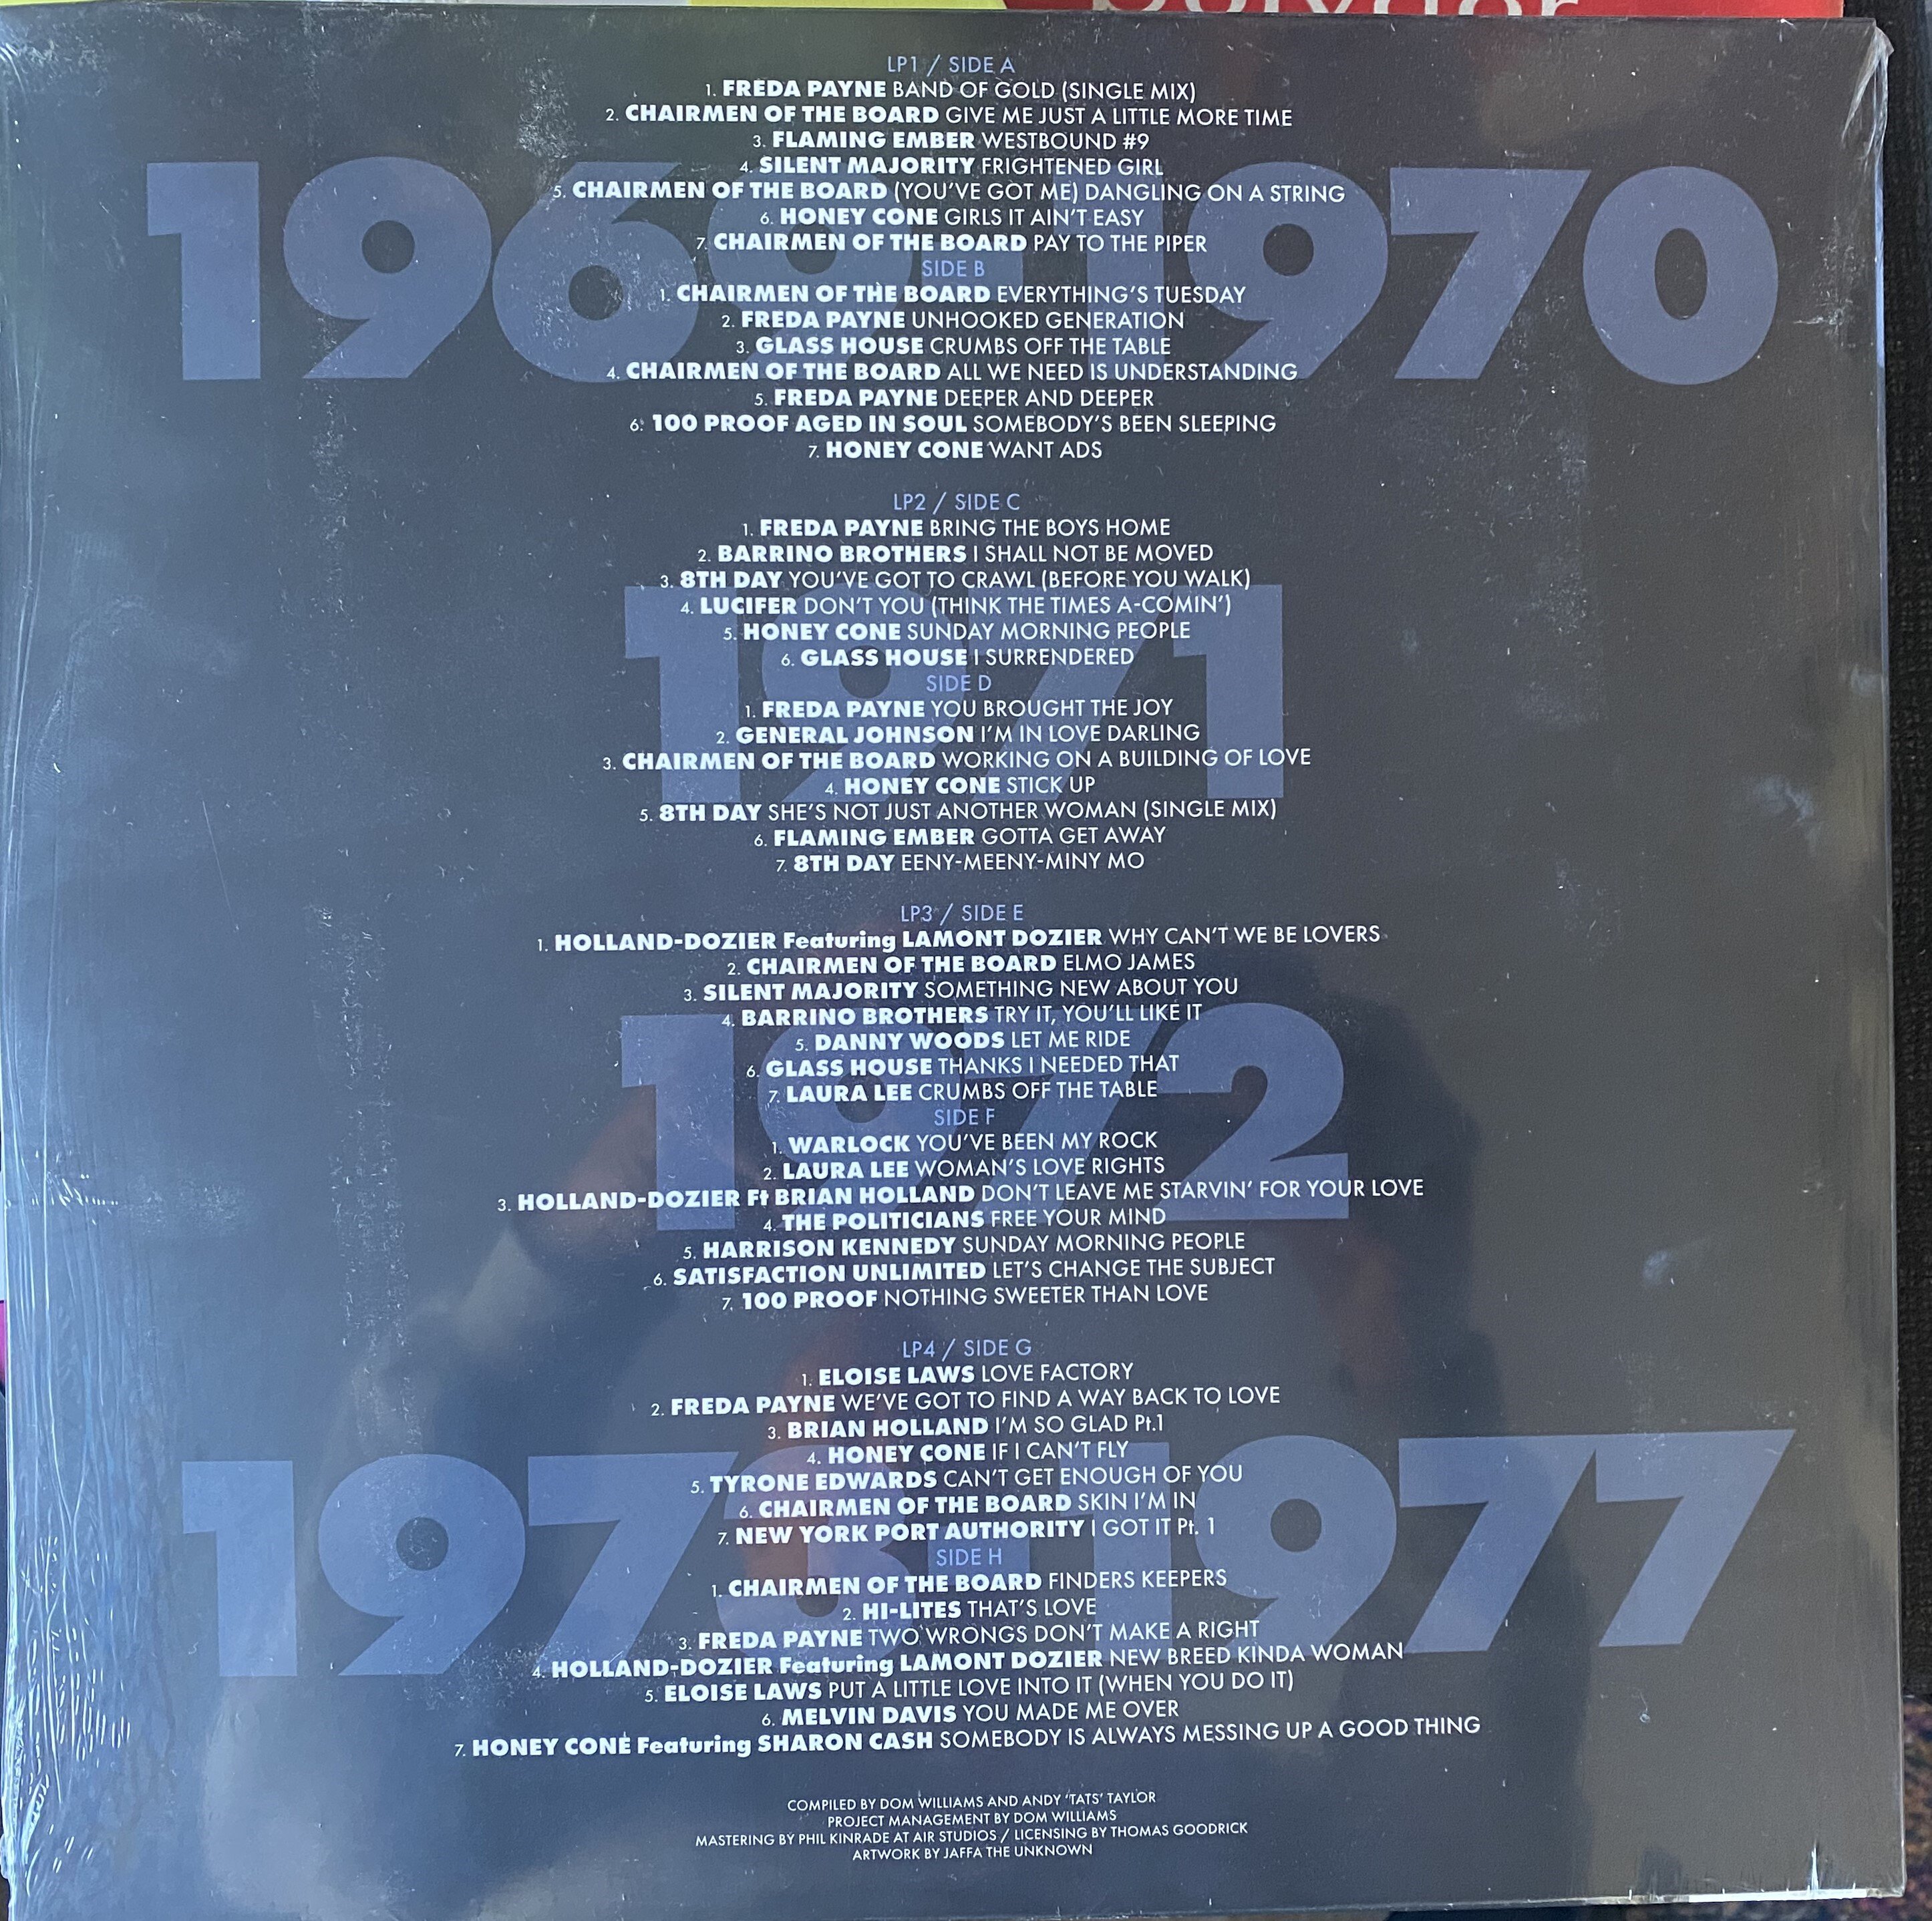 polydor
LP1 / SIDE A
1. FREDA PAYNE BAND OF GOLD (SINGLE MIX)
2. CHAIRMEN OF THE BOARD GIVE ME JUST A LITTLE MORE TIME
3. FLAMING EMBER WESTBOUND #9
4. SILENT MAJORITY FRIGHTENED GIRL
5. CHAIRMEN OF THE BOARD (YOU'VE GOT ME) DANGLING ON A STRING
6. HONEY CONE GIRLS IT AIN'T EASY
7. CHAIRMEN OF THE BOARD PAY TO THE PIPER
1969-1970
SIDE B
1. CHAIRMEN OF THE BOARD EVERYTHING'S TUESDAY
2. FREDA PAYNE UNHOOKED GENERATION
3. GLASS HOUSE CRUMBS OFF THE TABLE
4. CHAIRMEN OF THE BOARD ALL WE NEED IS UNDERSTANDING
5. FREDA PAYNE DEEPER AND DEEPER
6. 100 PROOF AGED IN SOUL SOMEBODY'S BEEN SLEEPING
7. HONEY CONE WANT ADS
LP2 / SIDE C
1. FREDA PAYNE BRING THE BOYS HOME
2. BARRINO BROTHERS I SHALL NOT BE MOVED
3. 8TH DAY YOU'VE GOT TO CRAWL (BEFORE YOU WALK)
4. LUCIFER DON'T YOU (THINK THE TIMES A-COMIN')
5. HONEY CONE SUNDAY MORNING PEOPLE
6. GLASS HOUSE I SURRENDERED
1971
SIDE D
1. FREDA PAYNE YOU BROUGHT THE JOY
2. GENERAL JOHNSON I'M IN LOVE DARLING
3. CHAIRMEN OF THE BOARD WORKING ON A BUILDING OF LOVE
4. HONEY CONE STICK UP
5. 8TH DAY SHE'S NOT JUST ANOTHER WOMAN (SINGLE MIX)
6. FLAMING EMBER GOTTA GET AWAY
7. 8TH DAY EENY-MEENY-MINY MO
LP3 / SIDE E
1. HOLLAND-DOZIER Featuring LAMONT DOZIER WHY CAN'T WE BE LOVERS
2. CHAIRMEN OF THE BOARD ELMO JAMES
3. SILENT MAJORITY SOMETHING NEW ABOUT YOU
4. BARRINO BROTHERS TRY IT, YOU'LL LIKE IT
5. DANNY WOODS LET ME RIDE
6. GLASS HOUSE THANKS I NEEDED THAT
7. LAURA LEE CRUMBS OFF THE TABLE
1972
SIDE F
1. WARLOCK YOU'VE BEEN MY ROCK
2. LAURA LEE WOMAN'S LOVE RIGHTS
3. HOLLAND-DOZIER Ft BRIAN HOLLAND DON'T LEAVE ME STARVIN' FOR YOUR LOVE
4. THE POLITICIANS FREE YOUR MIND
5. HARRISON KENNEDY SUNDAY MORNING PEOPLE
6. SATISFACTION UNLIMITED LET'S CHANGE THE SUBJECT
7. 100 PROOF NOTHING SWEETER THAN LOVE
LP4 / SIDE G
1. ELOISE LAWS LOVE FACTORY
2. FREDA PAYNE WE'VE GOT TO FIND A WAY BACK TO LOVE
3. BRIAN HOLLAND I'M SO GLAD Pt.1
4. HONEY CONE IF I CAN'T FLY
5. TYRONE EDWARDS CAN'T GET ENOUGH OF YOU
6. CHAIRMEN OF THE BOARD SKIN I'M IN
7. NEW YORK PORT AUTHORITY I GOT IT Pt. 1
1973-1977
SIDE H
1. CHAIRMEN OF THE BOARD FINDERS KEEPERS
2. HI-LITES THAT'S LOVE
3. FREDA PAYNE TWO WRONGS DON'T MAKE A RIGHT
4. HOLLAND-DOZIER Featuring LAMONT DOZIER NEW BREED KINDA WOMAN
5. ELOISE LAWS PUT A LITTLE LOVE INTO IT (WHEN YOU DO IT)
6. MELVIN DAVIS YOU MADE ME OVER
7. HONEY CONE Featuring SHARON CASH SOMEBODY IS ALWAYS MESSING UP A GOOD THING
COMPILED BY DOM WILLIAMS AND ANDY 'TATS' TAYLOR
PROJECT MANAGEMENT BY DOM WILLIAMS
MASTERING BY PHIL KINRADE AT AIR STUDIOS / LICENSING BY THOMAS GOODRICK
ARTWORK BY JAFFA THE UNKNOWN